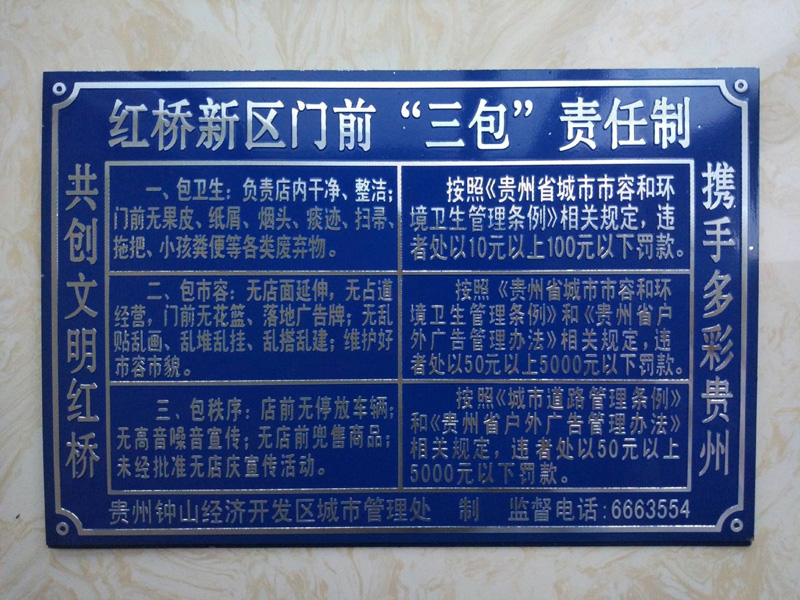 红桥新区门前“三包”责任制
共创文明红桥
一、包卫生：负责店内干净、整洁；
门前无果皮、纸屑、烟头、痰迹、扫帚、
拖把、小孩粪便等各类废弃物。
按照《贵州省城市市容和环
境卫生管理条例》相关规定，违
者处以10元以上100元以下罚款。
二、包市容：无店面延伸，无占道
经营，门前无花篮、落地广告牌；无乱
贴乱画、乱堆乱挂、乱搭乱建；维护好
市容市貌。
按照《贵州省城市市容和环
境卫生管理条例》和《贵州省户
外广告管理办法》相关规定，违
者处以50元以上5000元以下罚款。
三、包秩序：店前无停放车辆；
无高音噪音宣传；无店前兜售商品；
未经批准无店庆宣传活动。
按照《城市道路管理条例》
和《贵州省户外广告管理办法》
相关规定，违者处以50元以上
5000元以下罚款。
携手多彩贵州
贵州钟山经济开发区城市管理处 制 监督电话:6663554